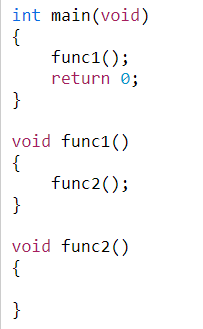 int main(void)
{
    func1();
    return 0;
}

void func1()
{
    func2();
}

void func2()
{

}